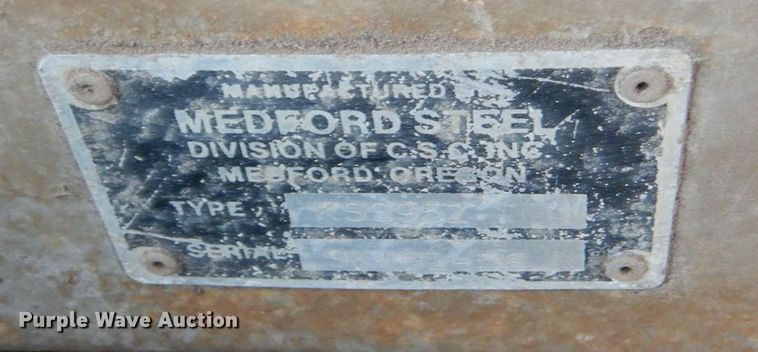 MANUFACTURED BY
MEDFORD STEEL
DIVISION OF C.S.C. INC
MEDFORD, OREGON
TYPE
SERIAL
Purple Wave Auction